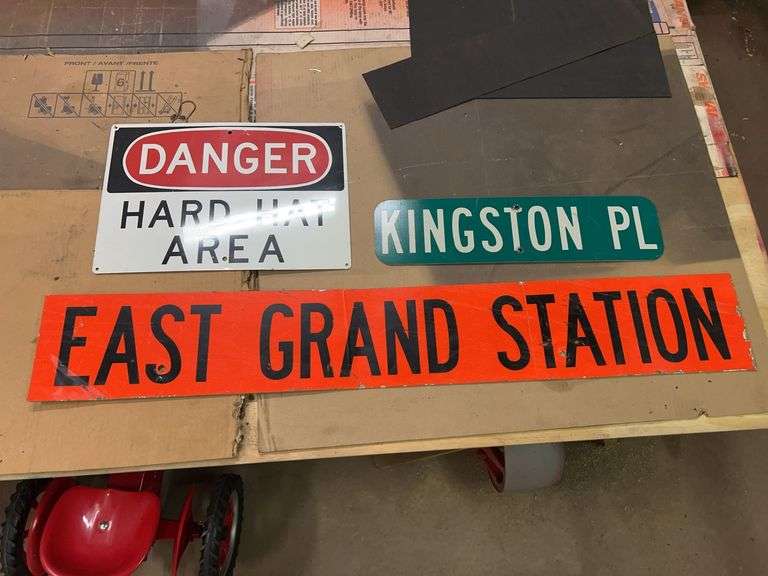 FRONT / AVANT / FRENTE
DANGER
HARD HAT
AREA
KINGSTON PL
EAST GRAND STATION